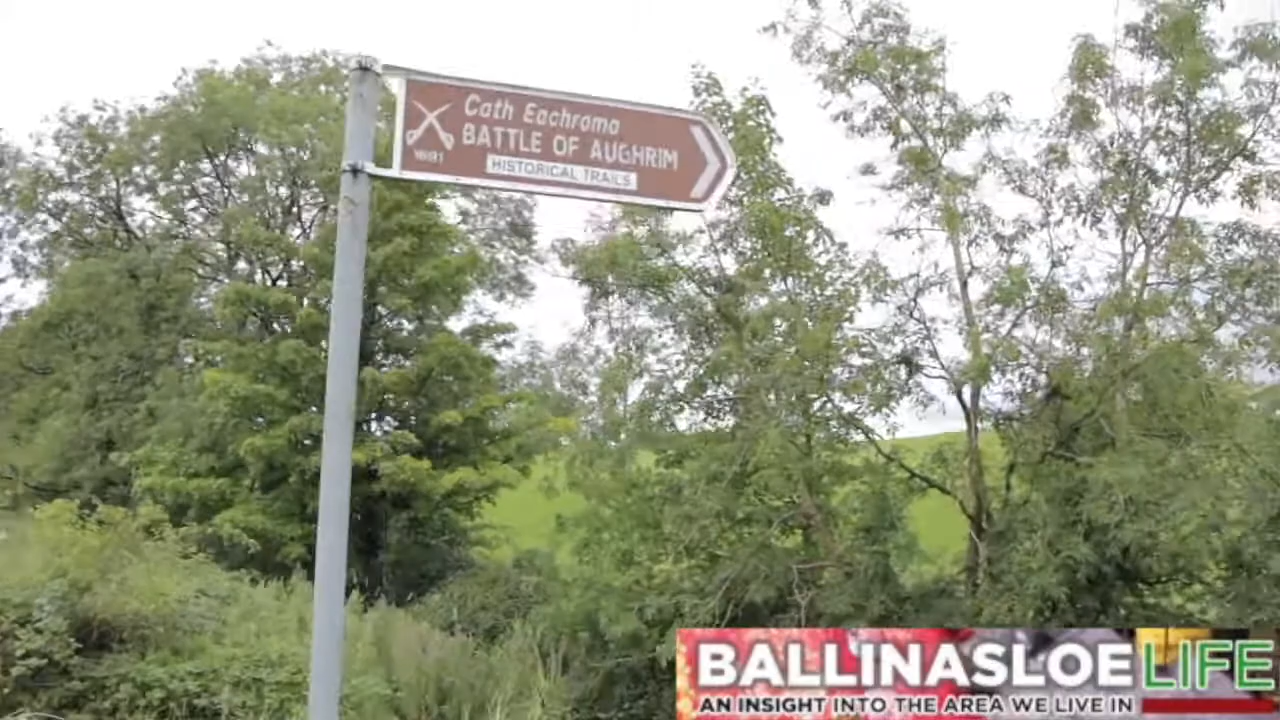 Cath Eachroma
BATTLE OF AUGHRIM
1691
HISTORICAL TRAILS
BALLINASLOE LIFE
AN INSIGHT INTO THE AREA WE LIVE IN